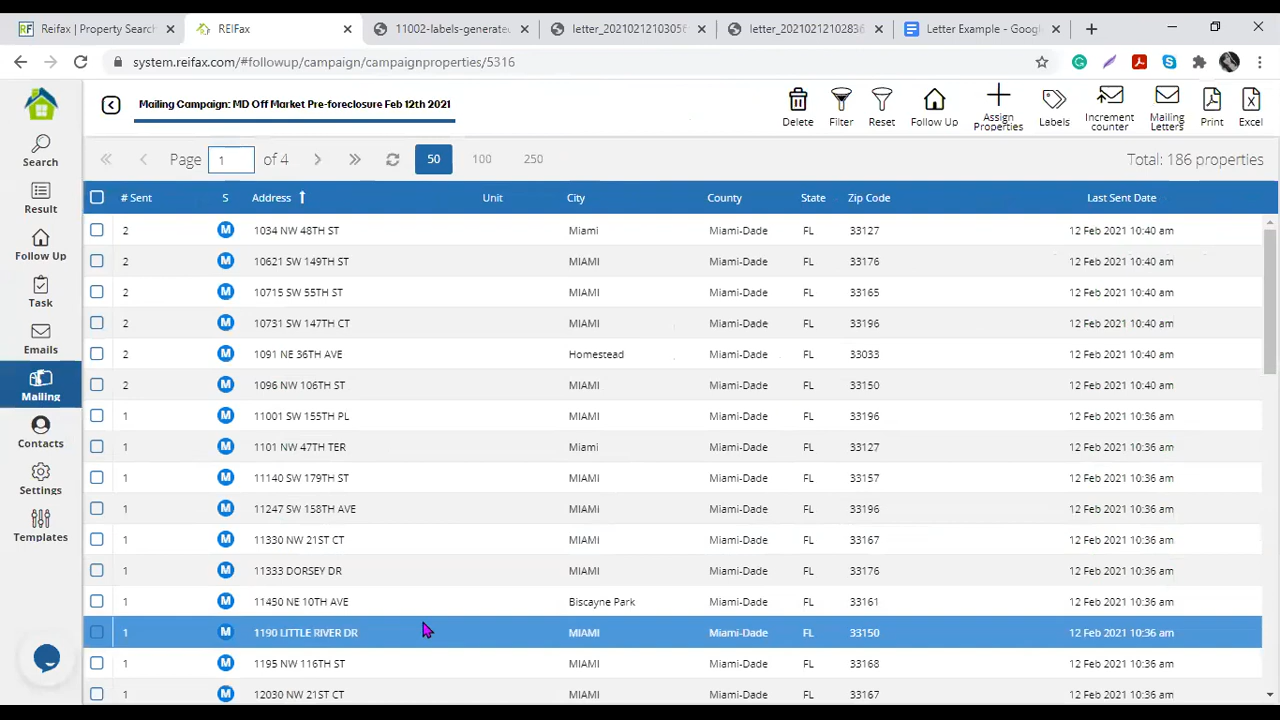 Reifax | Property Search
REIFax
11002-labels-generated
letter_20210212103056
letter_20210212102836
Letter Example - Googl
system.reifax.com/#followup/campaign/campaignproperties/5316
Mailing Campaign: MD Off Market Pre-foreclosure Feb 12th 2021
Delete
Filter
Reset
Follow Up
Assign
Properties
Labels
Increment
counter
Mailing
Letters
Print
Excel
Search
Result
Follow Up
Task
Emails
Mailing
Contacts
Settings
Templates
Page 1 of 4 50 100 250 Total: 186 properties
# Sent S Address Unit City County State Zip Code Last Sent Date
2 M 1034 NW 48TH ST Miami Miami-Dade FL 33127 12 Feb 2021 10:40 am
2 M 10621 SW 149TH ST MIAMI Miami-Dade FL 33176 12 Feb 2021 10:40 am
2 M 10715 SW 55TH ST MIAMI Miami-Dade FL 33165 12 Feb 2021 10:40 am
2 M 10731 SW 147TH CT MIAMI Miami-Dade FL 33196 12 Feb 2021 10:40 am
2 M 1091 NE 36TH AVE Homestead Miami-Dade FL 33033 12 Feb 2021 10:40 am
2 M 1096 NW 106TH ST MIAMI Miami-Dade FL 33150 12 Feb 2021 10:40 am
1 M 11001 SW 155TH PL MIAMI Miami-Dade FL 33196 12 Feb 2021 10:36 am
1 M 1101 NW 47TH TER Miami Miami-Dade FL 33127 12 Feb 2021 10:36 am
1 M 11140 SW 179TH ST MIAMI Miami-Dade FL 33157 12 Feb 2021 10:36 am
1 M 11247 SW 158TH AVE MIAMI Miami-Dade FL 33196 12 Feb 2021 10:36 am
1 M 11330 NW 21ST CT MIAMI Miami-Dade FL 33167 12 Feb 2021 10:36 am
1 M 11333 DORSEY DR MIAMI Miami-Dade FL 33176 12 Feb 2021 10:36 am
1 M 11450 NE 10TH AVE Biscayne Park Miami-Dade FL 33161 12 Feb 2021 10:36 am
1 M 1190 LITTLE RIVER DR MIAMI Miami-Dade FL 33150 12 Feb 2021 10:36 am
1 M 1195 NW 116TH ST MIAMI Miami-Dade FL 33168 12 Feb 2021 10:36 am
1 M 12030 NW 21ST CT MIAMI Miami-Dade FL 33167 12 Feb 2021 10:36 am